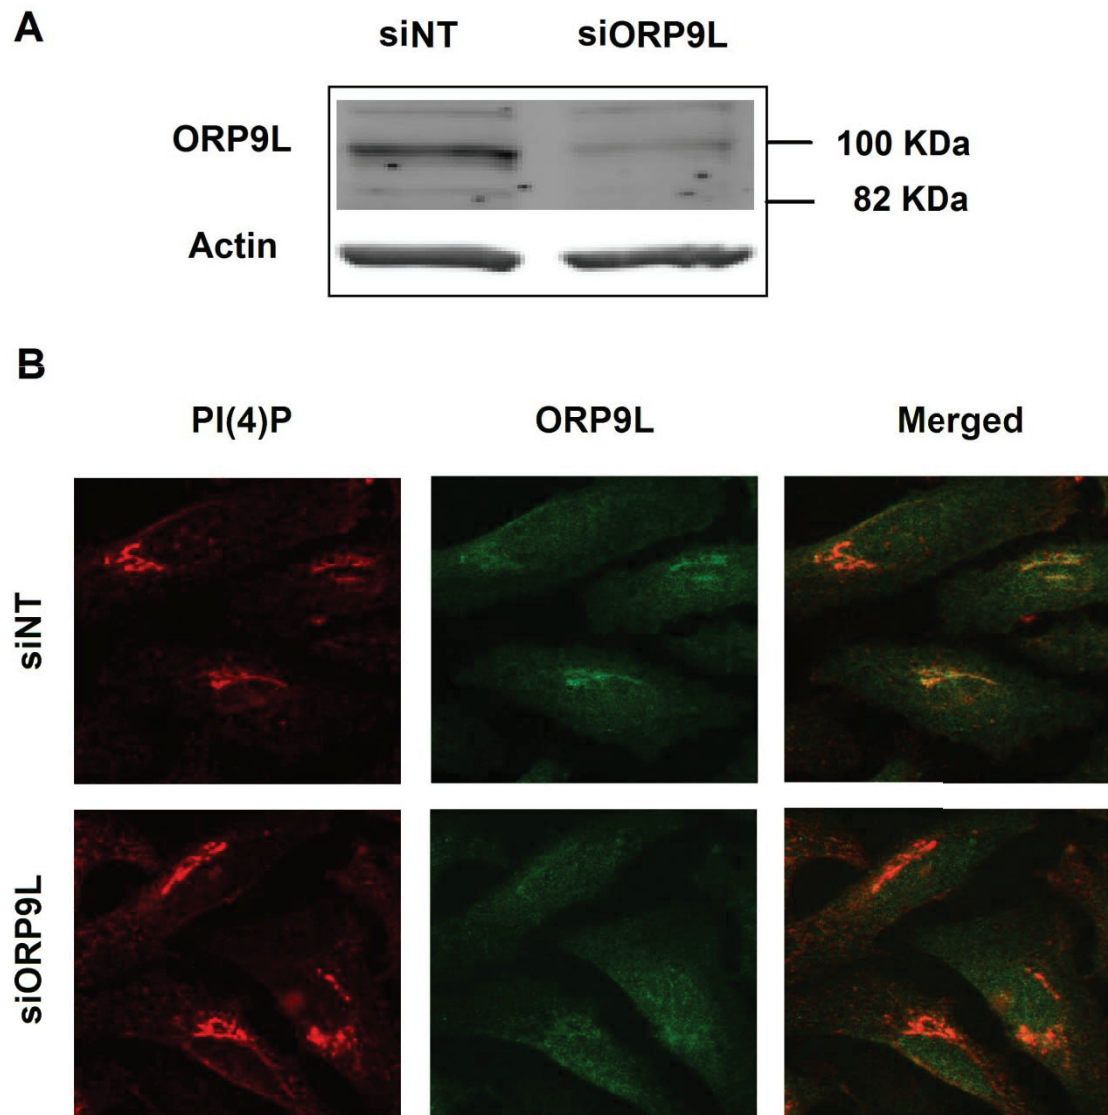 A
siNT siORP9L
ORP9L
100 KDa
82 KDa
Actin
B
PI(4)P ORP9L Merged
siNT
siORP9L